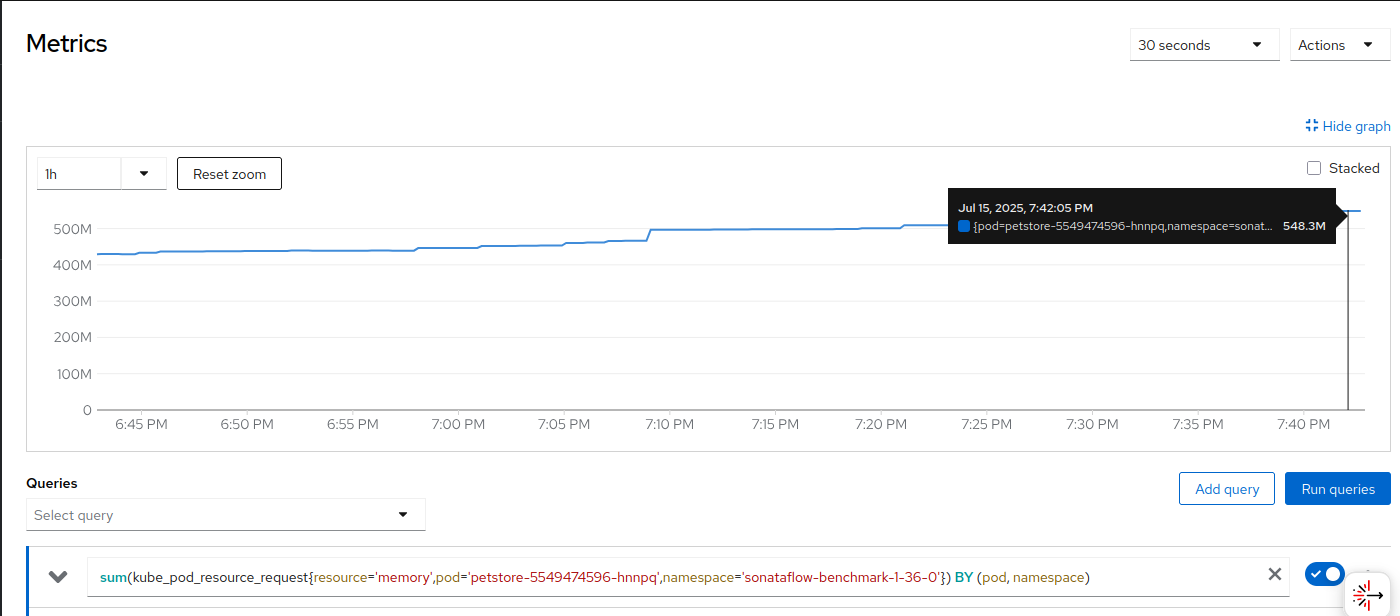 Metrics
30 seconds
Actions
Hide graph
1h
Reset zoom
Stacked
Jul 15, 2025, 7:42:05 PM
{pod=petstore-5549474596-hnnpq,namespace=sonat... 548.3M
500M
400M
300M
200M
100M
0
6:45 PM 6:50 PM 6:55 PM 7:00 PM 7:05 PM 7:10 PM 7:15 PM 7:20 PM 7:25 PM 7:30 PM 7:35 PM 7:40 PM
Queries
Select query
Add query
Run queries
sum(kube_pod_resource_request{resource='memory',pod='petstore-5549474596-hnnpq',namespace='sonataflow-benchmark-1-36-0'}) BY (pod, namespace)